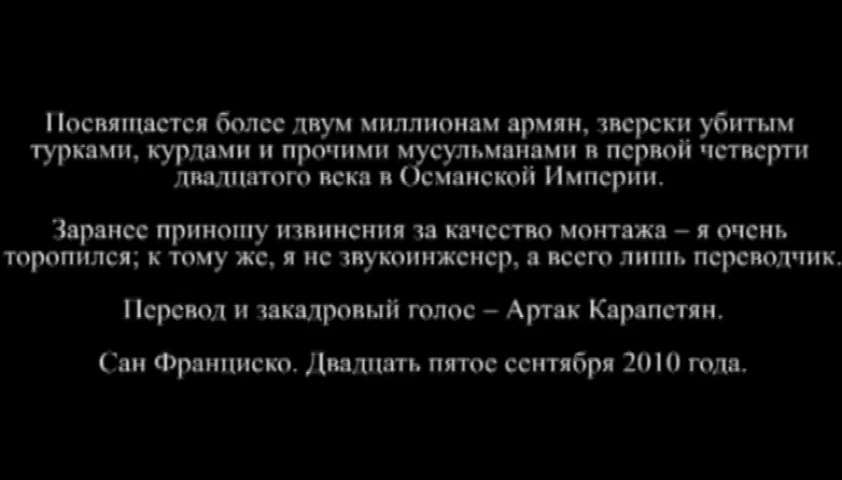 Посвящается более двум миллионам армян, зверски убитым
турками, курдами и прочими мусульманами в первой четверти
двадцатого века в Османской Империи.
Заранее приношу извинения за качество монтажа – я очень
торопился; к тому же, я не звукоинженер, а всего лишь переводчик.
Перевод и закадровый голос – Артак Карапетян.
Сан Франциско. Двадцать пятое сентября 2010 года.